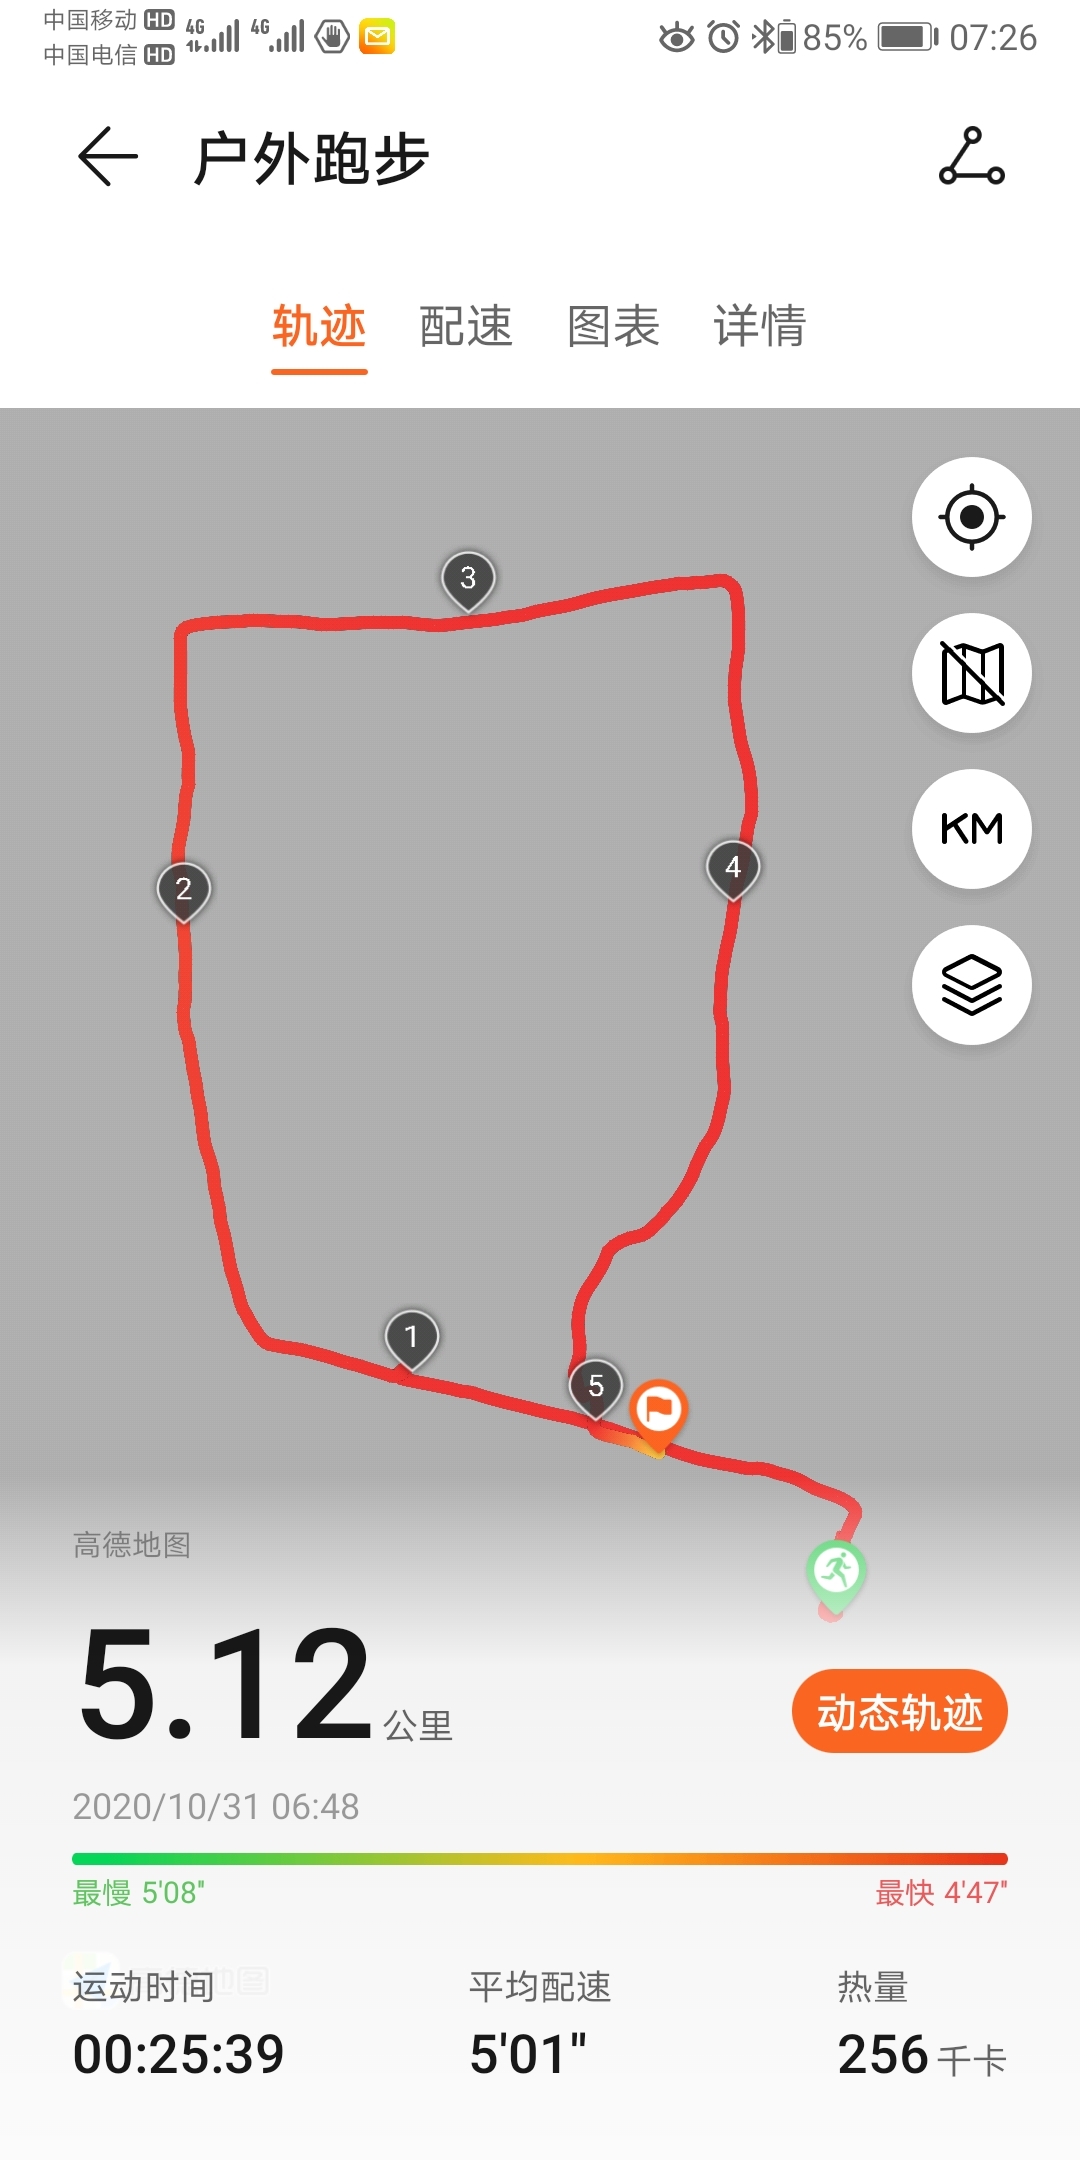 中国移动 HD 4G 4G 85% 07:26
中国电信 HD
户外跑步
轨迹 配速 图表 详情
3
KM
4
2
1
5
高德地图
5.12 公里
动态轨迹
2020/10/31 06:48
最慢 5'08" 最快 4'47"
运动时间 平均配速 热量
00:25:39 5'01" 256 千卡